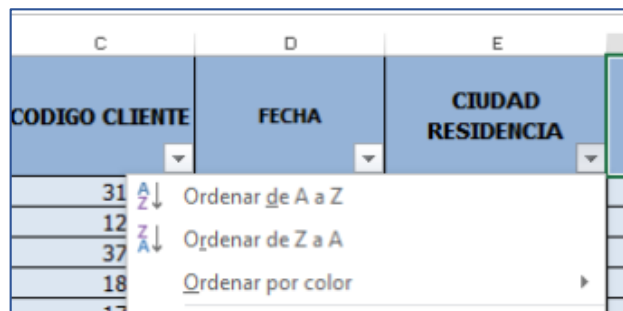 C D E
CODIGO CLIENTE FECHA CIUDAD
RESIDENCIA
31 Ordenar de A a Z
12
37 Ordenar de Z a A
18 Ordenar por color